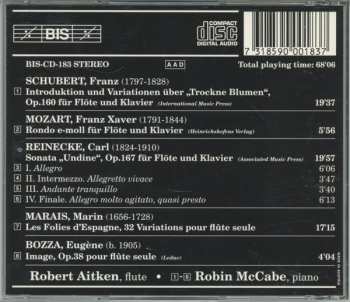 BIS
COMPACT
disc
DIGITAL AUDIO
7 318590 001837
BIS-CD-183 STEREO AAD Total playing time: 68'06
SCHUBERT, Franz (1797-1828)
1 Introduktion und Variationen über „Trockne Blumen“,
Op.160 für Flöte und Klavier (International Music Press) 19'37
MOZART, Franz Xaver (1791-1844)
2 Rondo e-moll für Flöte und Klavier (Heinrichshofens Verlag) 5'56
REINECKE, Carl (1824-1910)
Sonata „Undine“, Op.167 für Flöte und Klavier (Associated Music Press) 19'57
3 I. Allegro 6'06
4 II. Intermezzo. Allegretto vivace 3'47
5 III. Andante tranquillo 3'40
6 IV. Finale. Allegro molto agitato, quasi presto 6'13
MARAIS, Marin (1656-1728)
7 Les Folies d'Espagne, 32 Variations pour flûte seule 17'15
BOZZA, Eugène (b. 1905)
8 Image, Op.38 pour flûte seule (Leduc) 4'04
Robert Aitken, flute • 1-6 Robin McCabe, piano